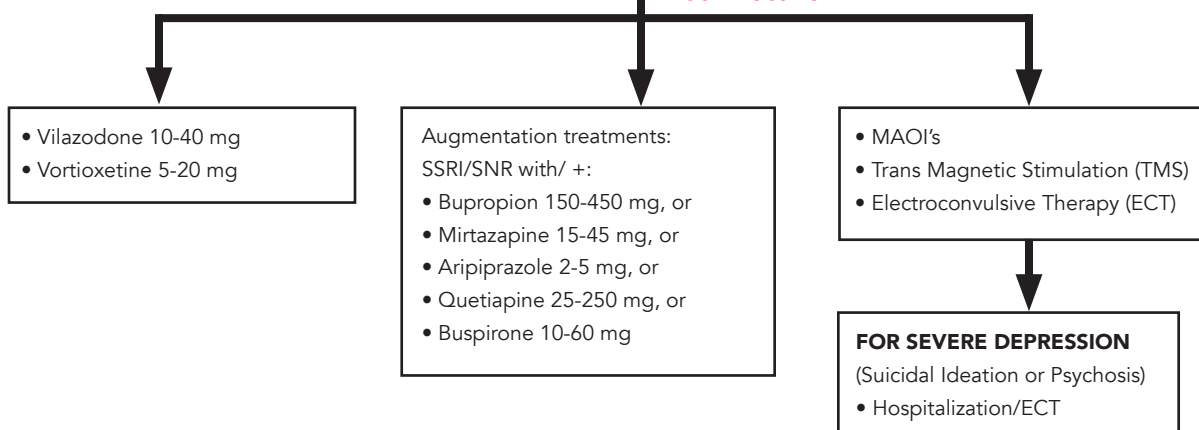 • Vilazodone 10-40 mg
• Vortioxetine 5-20 mg
Augmentation treatments:
SSRI/SNR with/ +:
• Bupropion 150-450 mg, or
• Mirtazapine 15-45 mg, or
• Aripiprazole 2-5 mg, or
• Quetiapine 25-250 mg, or
• Buspirone 10-60 mg
• MAOI's
• Trans Magnetic Stimulation (TMS)
• Electroconvulsive Therapy (ECT)
FOR SEVERE DEPRESSION
(Suicidal Ideation or Psychosis)
• Hospitalization/ECT